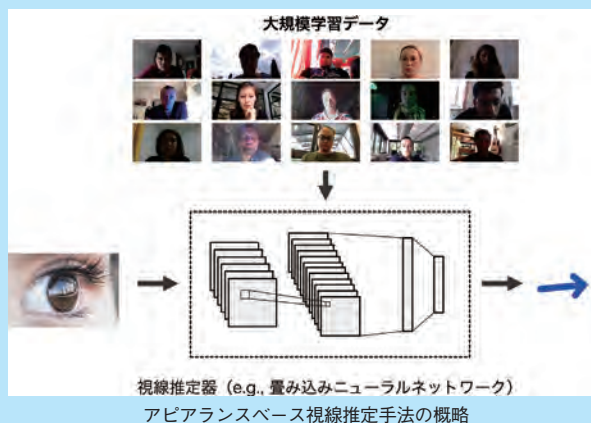 大規模学習データ
視線推定器（e.g., 畳み込みニューラルネットワーク）
アピアランスベース視線推定手法の概略